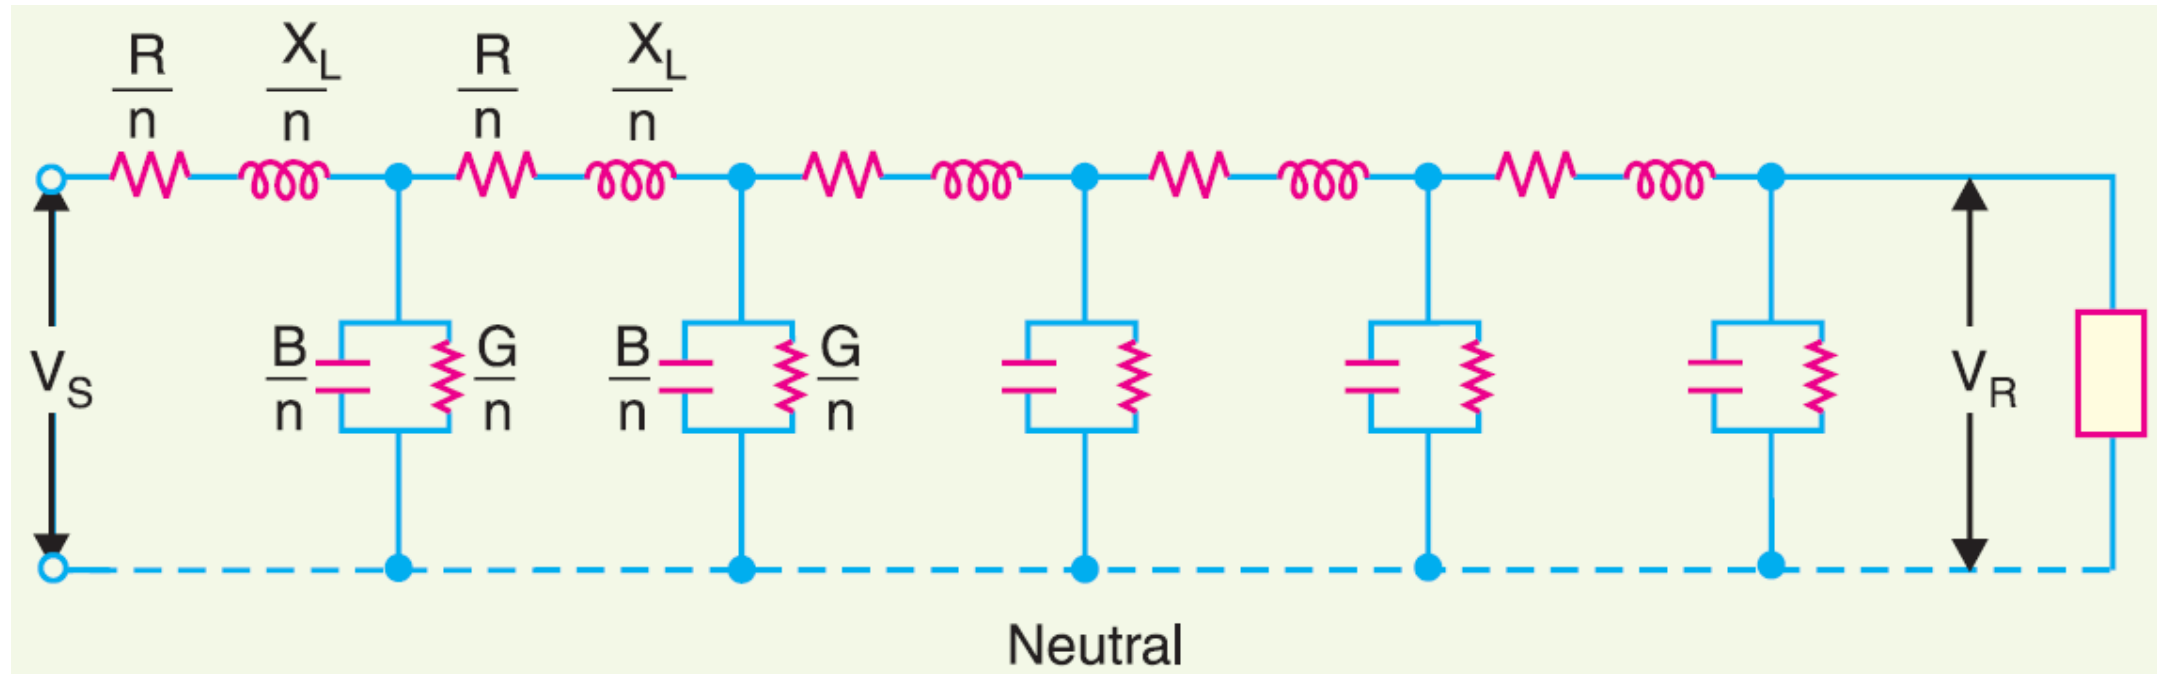 R/n X_L/n R/n X_L/n
V_S B/n G/n B/n G/n V_R
Neutral